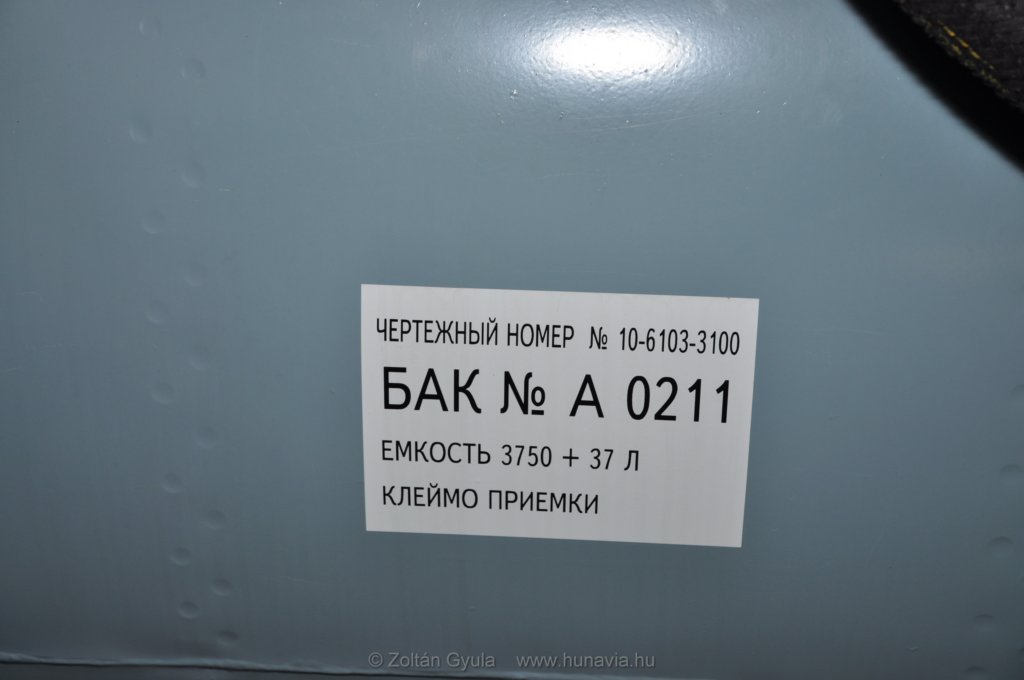 ЧЕРТЕЖНЫЙ НОМЕР № 10-6103-3100
БАК № А 0211
ЕМКОСТЬ 3750 + 37 Л
КЛЕЙМО ПРИЕМКИ
© Zoltán Gyula www.hunavia.hu